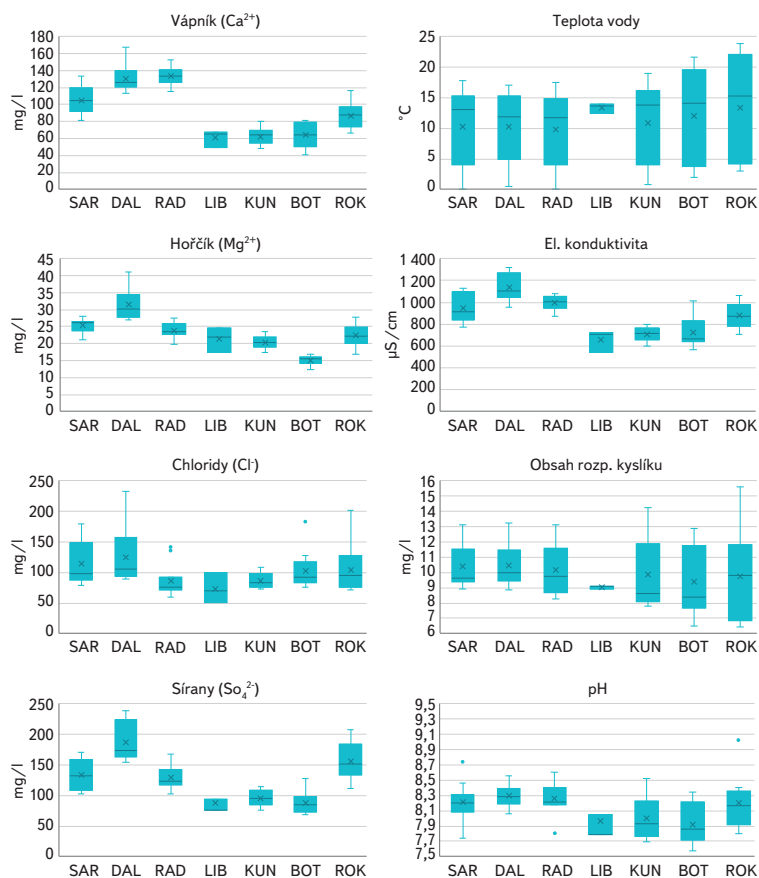 Vápník (Ca²⁺)
mg/l
180
160
140
120
100
80
60
40
20
0
SAR DAL RAD LIB KUN BOT ROK
Teplota vody
°C
25
20
15
10
5
0
SAR DAL RAD LIB KUN BOT ROK
Hořčík (Mg²⁺)
mg/l
45
40
35
30
25
20
15
10
5
0
SAR DAL RAD LIB KUN BOT ROK
El. konduktivita
µS/cm
1 400
1 200
1 000
800
600
400
200
0
SAR DAL RAD LIB KUN BOT ROK
Chloridy (Cl⁻)
mg/l
250
200
150
100
50
0
SAR DAL RAD LIB KUN BOT ROK
Obsah rozp. kyslíku
mg/l
16
15
14
13
12
11
10
9
8
7
6
SAR DAL RAD LIB KUN BOT ROK
Sírany (So₄²⁻)
mg/l
250
200
150
100
50
0
SAR DAL RAD LIB KUN BOT ROK
pH
9,5
9,3
9,1
8,9
8,7
8,5
8,3
8,1
7,9
7,7
7,5
SAR DAL RAD LIB KUN BOT ROK